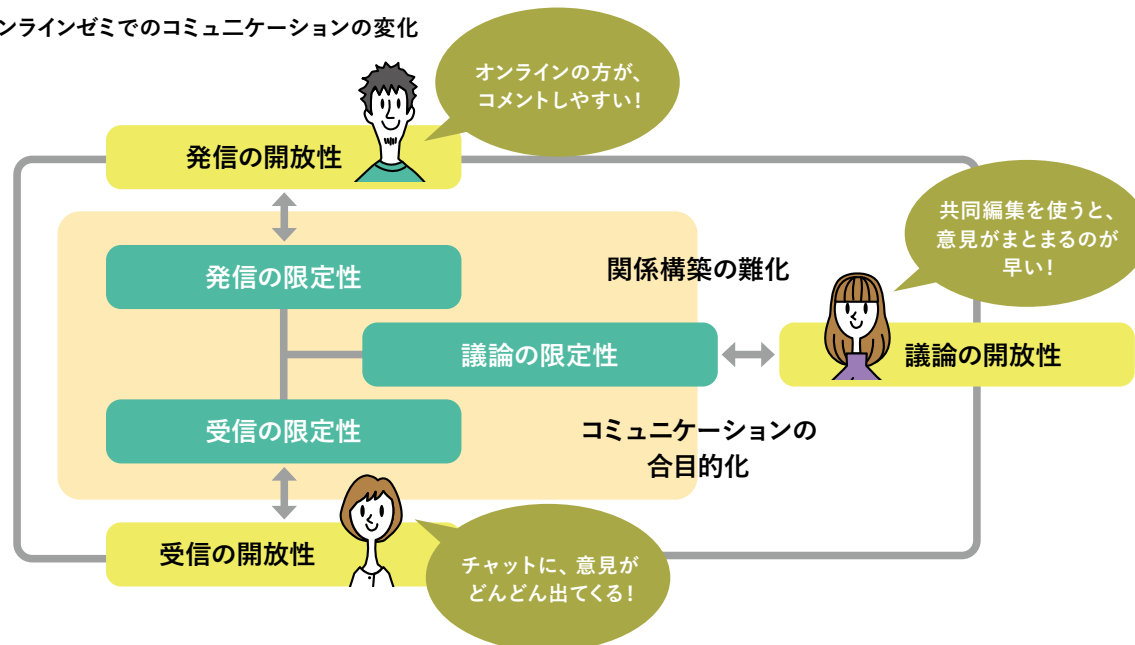 ンラインゼミでのコミュニケーションの変化
オンラインの方が、
コメントしやすい！
発信の開放性
共同編集を使うと、
意見がまとまるのが
早い！
発信の限定性
関係構築の難化
議論の限定性
議論の開放性
受信の限定性
コミュニケーションの
合目的化
受信の開放性
チャットに、意見が
どんどん出てくる！